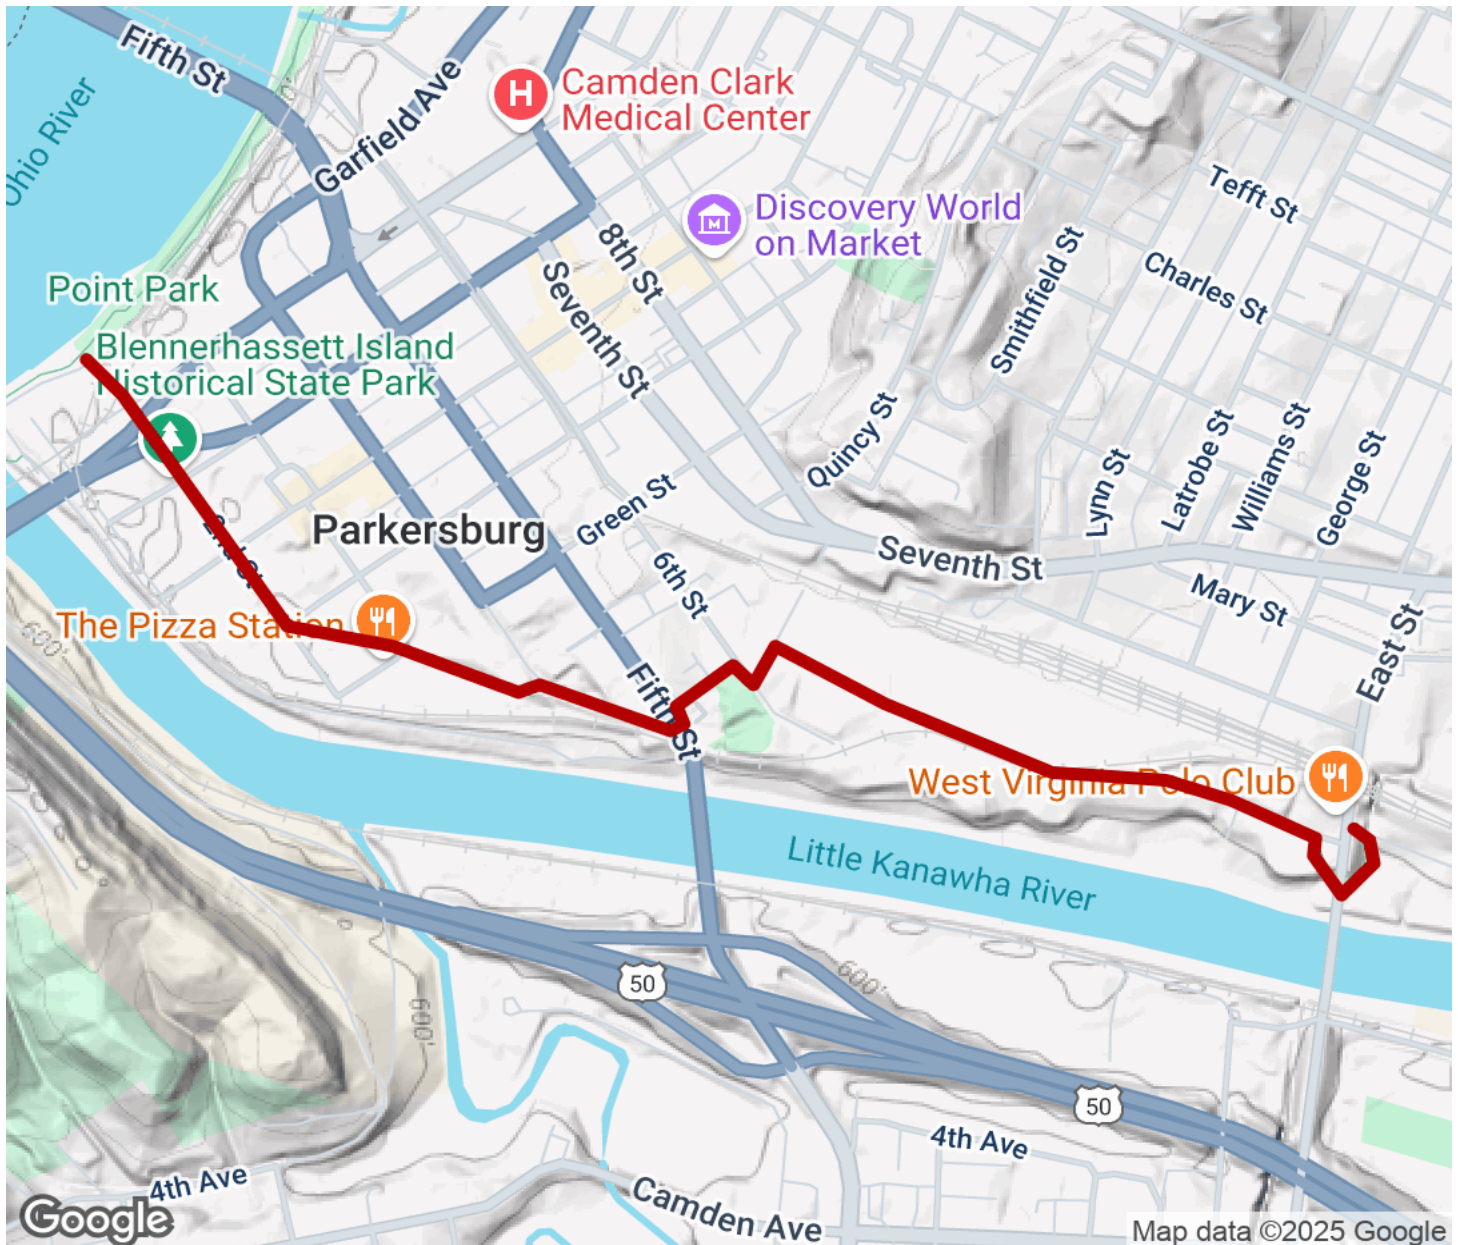 Fifth St
Garfield Ave
Camden Clark
Medical Center
Ohio River
Tefft St
Discovery World
on Market
8th St
Smithfield St
Charles St
Seventh St
Point Park
Blennerhassett Island
Historical State Park
Quincy St
Lynn St
Latrobe St
Williams St
George St
Green St
Parkersburg
2nd St
Seventh St
6th St
Mary St
600'
The Pizza Station
East St
Fifth St
West Virginia Polo Club
Little Kanawha River
50
600'
600'
50
4th Ave
4th Ave
Camden Ave
Google
Map data ©2025 Google